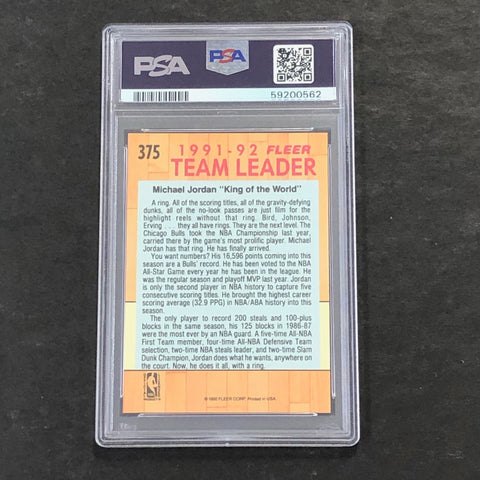 PSA
PSA
59200562
375
1991-92 FLEER
TEAM LEADER
Michael Jordan "King of the World"
A ring. All of the scoring titles, all of the gravity-defying
dunks, all of the no-look passes are just film for the
highlight reels without that ring. Bird, Johnson,
Erving . . . they all have rings. They are the next level. The
Chicago Bulls took the NBA Championship last year,
carried there by the game's most prolific player. Michael
Jordan has that ring. He has finally arrived.
You want numbers? His 16,596 points coming into this
season are a Bulls' record. He has been voted to the NBA
All-Star Game every year he has been in the league. He
was the regular season and playoff MVP last year. Jordan
is only the second player in NBA history to capture five
consecutive scoring titles. He brought the highest career
scoring average (32.9 PPG) in NBA/ABA history into this
season.
The only player to record 200 steals and 100-plus
blocks in the same season, his 125 blocks in 1986-87
were the most ever by an NBA guard. A five-time All-NBA
First Team member, four-time All-NBA Defensive Team
selection, two-time NBA steals leader, and two-time Slam
Dunk Champion, Jordan does what he wants, anywhere
on the court. Now, he does it all, with a ring.
FLEER CORP. Printed in U.S.A.